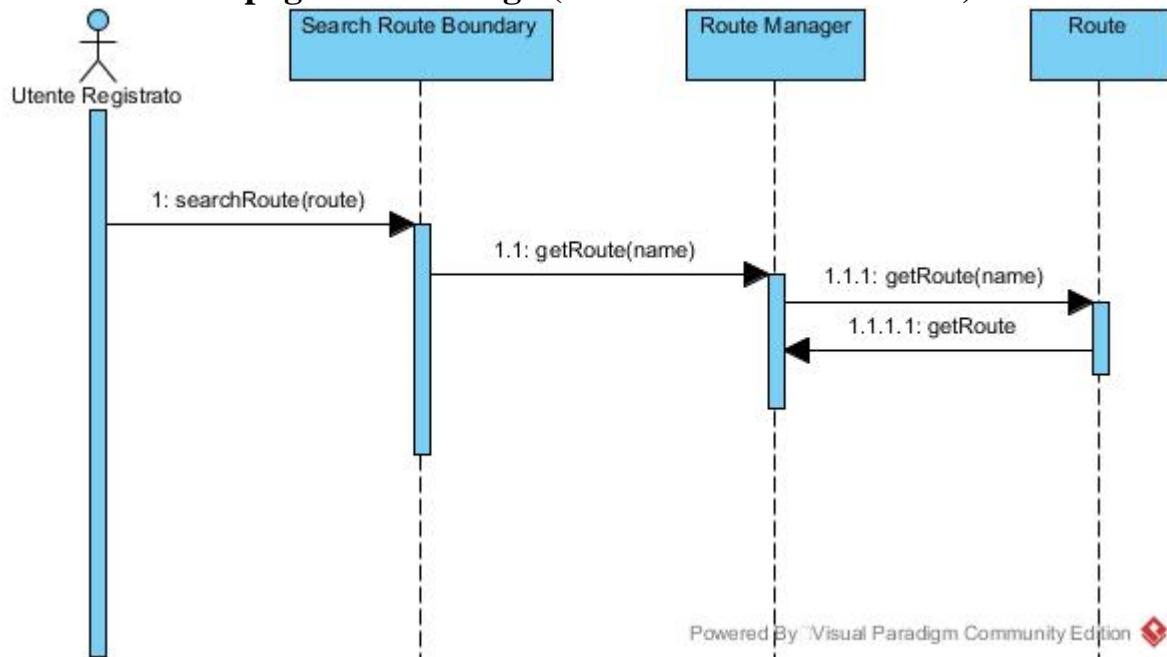 Search Route Boundary
Route Manager
Route
Utente Registrato
1: searchRoute(route)
1.1: getRoute(name)
1.1.1: getRoute(name)
1.1.1.1: getRoute
Powered By Visual Paradigm Community Edition